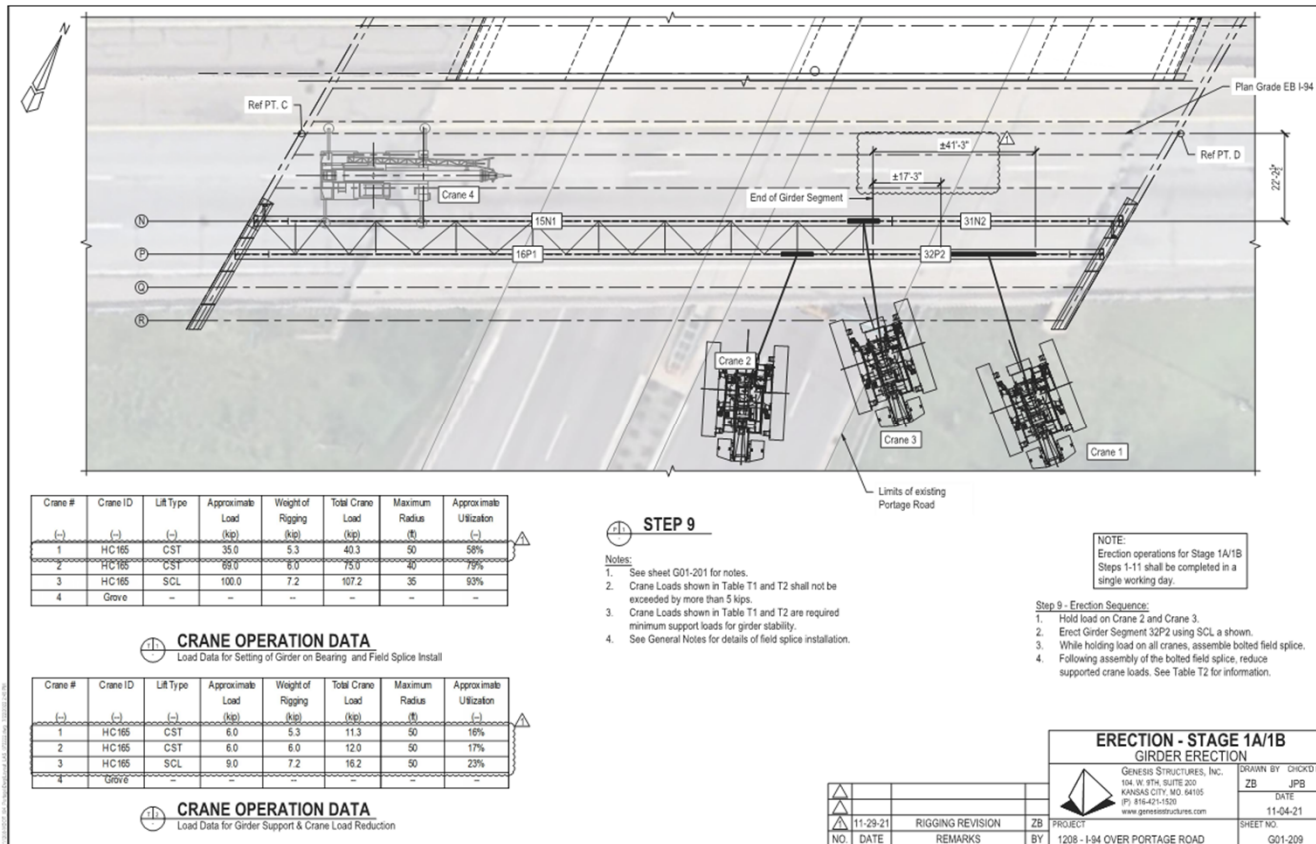 N
Ref PT. C
Plan Grade EB I-94
±41'-3"
1
Ref PT. D
±17'-3"
22'-2¾"
Crane 4
End of Girder Segment
N
15N1
31N2
P
16P1
32P2
Q
R
Crane 2
Crane 3
Crane 1
Limits of existing
Portage Road
Crane # Crane ID Lift Type Approximate Weight of Total Crane Maximum Approximate
Load Rigging Load Radius Utilization
(--) (--) (--) (kip) (kip) (kip) (ft) (--)
1 HC165 CST 35.0 5.3 40.3 50 58%
1
2 HC165 CST 69.0 6.0 75.0 40 79%
3 HC165 SCL 100.0 7.2 107.2 35 93%
4 Grove -- -- -- -- --
CRANE OPERATION DATA
Load Data for Setting of Girder on Bearing and Field Splice Install
Crane # Crane ID Lift Type Approximate Weight of Total Crane Maximum Approximate
Load Rigging Load Radius Utilization
(--) (--) (--) (kip) (kip) (kip) (ft) (--)
1
1 HC165 CST 6.0 5.3 11.3 50 16%
2 HC165 CST 6.0 6.0 12.0 50 17%
3 HC165 SCL 9.0 7.2 16.2 50 23%
4 Grove -- -- -- -- --
CRANE OPERATION DATA
Load Data for Girder Support & Crane Load Reduction
STEP 9
Notes:
1. See sheet G01-201 for notes.
2. Crane Loads shown in Table T1 and T2 shall not be
exceeded by more than 5 kips.
3. Crane Loads shown in Table T1 and T2 are required
minimum support loads for girder stability.
4. See General Notes for details of field splice installation.
NOTE:
Erection operations for Stage 1A/1B
Steps 1-11 shall be completed in a
single working day.
Step 9 - Erection Sequence:
1. Hold load on Crane 2 and Crane 3.
2. Erect Girder Segment 32P2 using SCL a shown.
3. While holding load on all cranes, assemble bolted field splice.
4. Following assembly of the bolted field splice, reduce
supported crane loads. See Table T2 for information.
ERECTION - STAGE 1A/1B
GIRDER ERECTION
GENESIS STRUCTURES, INC.
104. W. 9TH, SUITE 200
KANSAS CITY, MO. 64105
(P) 816-421-1520
www.genesisstructures.com
DRAWN BY CHCK'D
ZB JPB
DATE
11-04-21
1 11-29-21 RIGGING REVISION ZB
NO. DATE REMARKS BY
PROJECT
1208 - I-94 OVER PORTAGE ROAD
SHEET NO.
G01-209